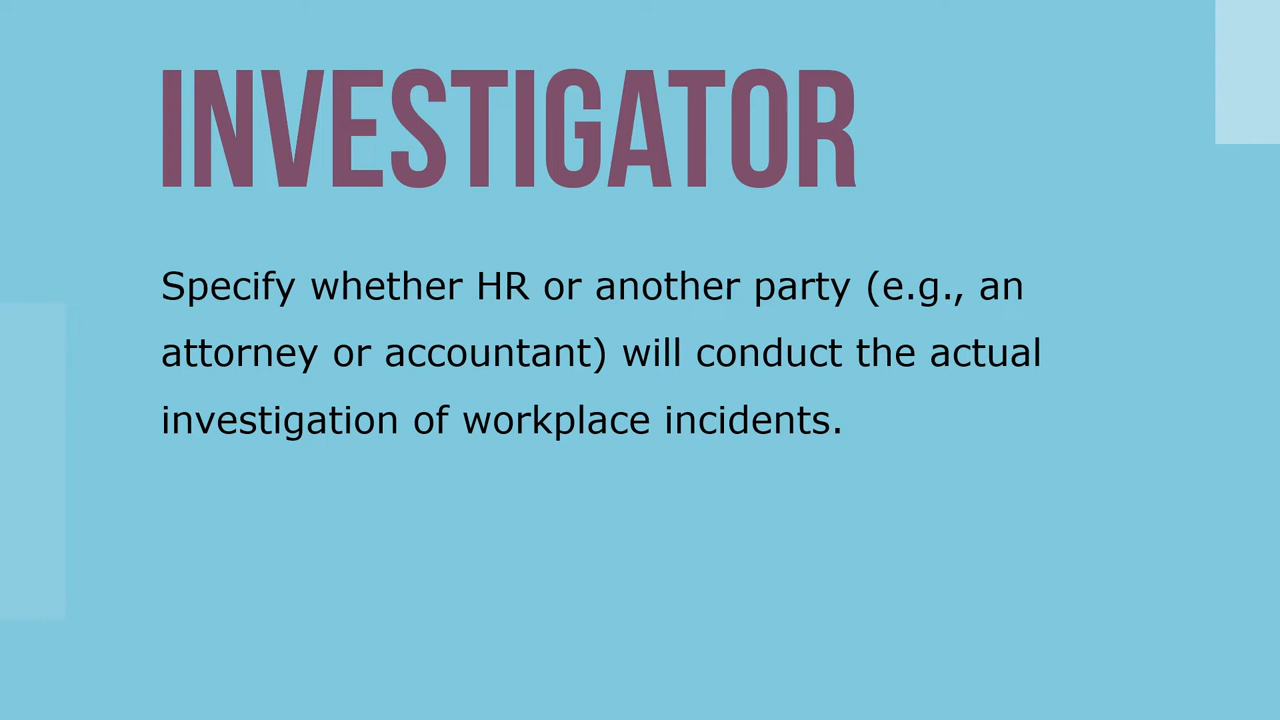 INVESTIGATOR
Specify whether HR or another party (e.g., an
attorney or accountant) will conduct the actual
investigation of workplace incidents.